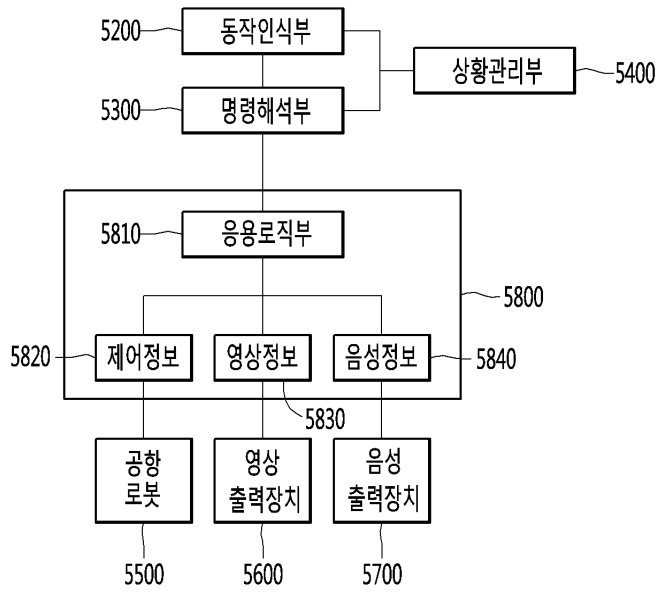 5200
동작인식부
상황관리부
5400
5300
명령해석부
5810
응용로직부
5800
5820
제어정보
영상정보
음성정보
5840
5830
공항
로봇
영상
출력장치
음성
출력장치
5500
5600
5700